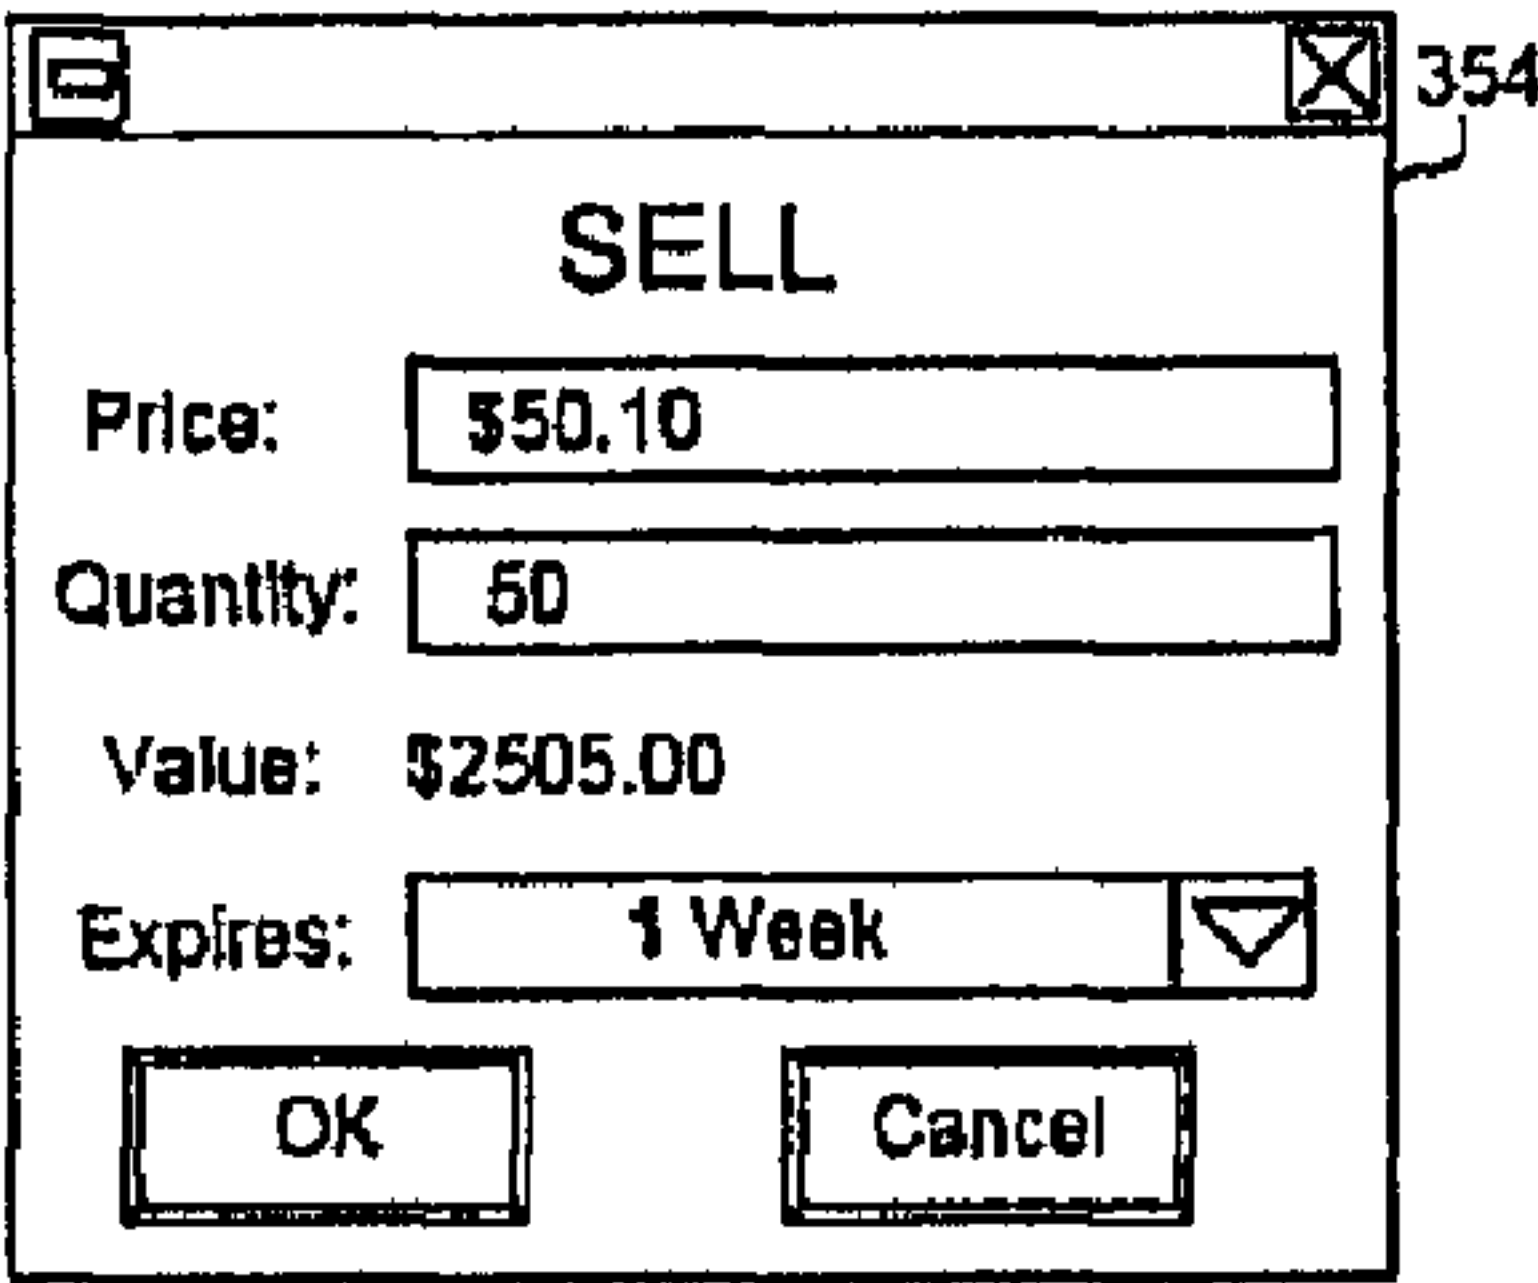 354
SELL
Price: $50.10
Quantity: 50
Value: $2505.00
Expires: 1 Week
OK Cancel